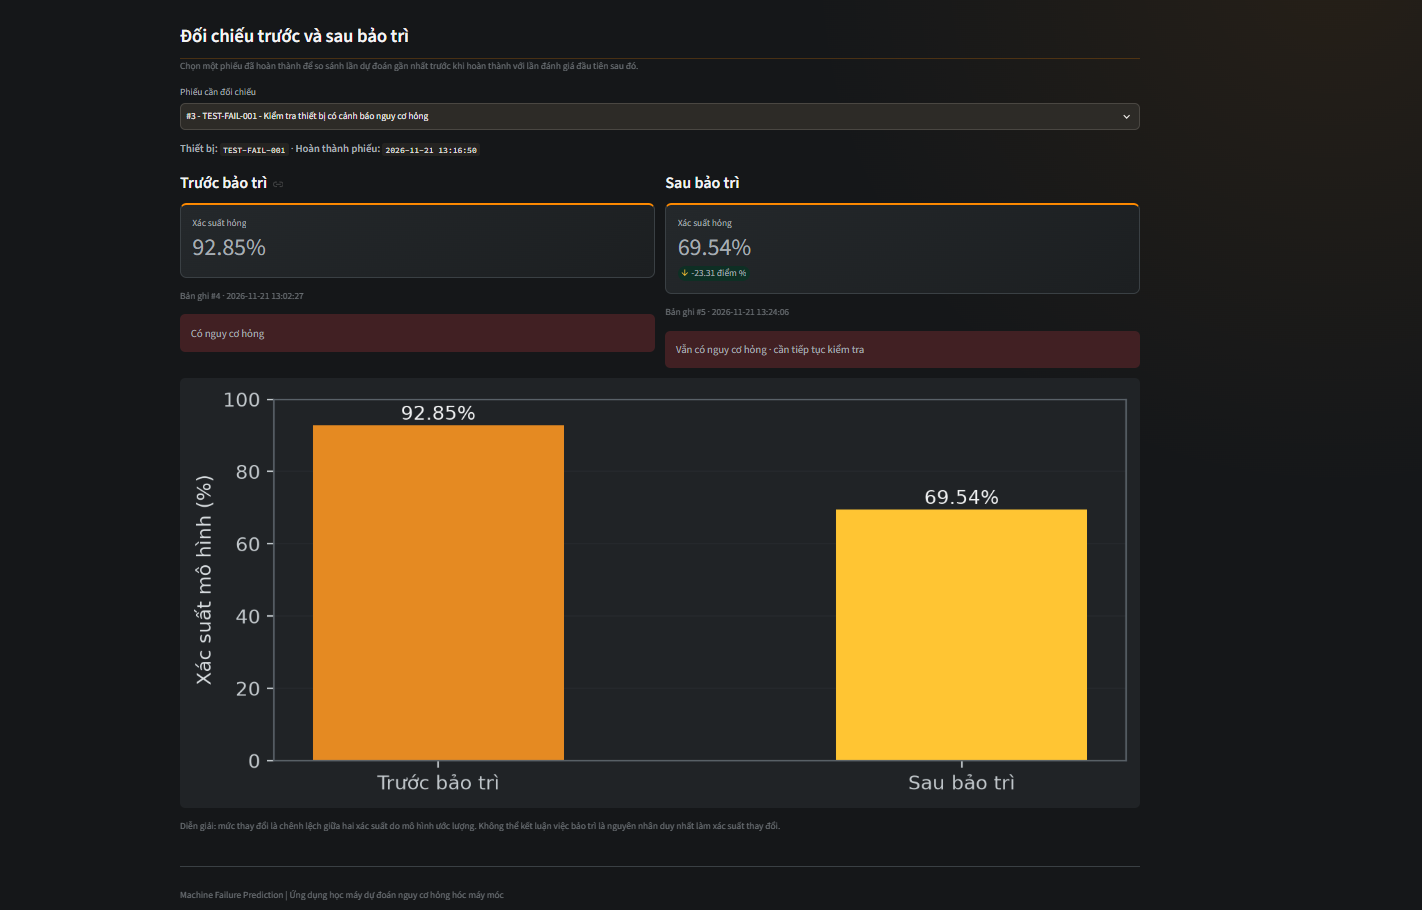 Đối chiếu trước và sau bảo trì
Chọn một phiếu đã hoàn thành để so sánh lần dự đoán gần nhất trước khi hoàn thành với lần đánh giá đầu tiên sau đó.
Phiếu cần đối chiếu
#3 - TEST-FAIL-001 - Kiểm tra thiết bị có cảnh báo nguy cơ hỏng
Thiết bị: TEST-FAIL-001 · Hoàn thành phiếu: 2026-11-21 13:16:50
Trước bảo trì
Xác suất hỏng
92.85%
Bản ghi #4 · 2026-11-21 13:02:27
Có nguy cơ hỏng
Sau bảo trì
Xác suất hỏng
69.54%
↓ -23.31 điểm %
Bản ghi #5 · 2026-11-21 13:24:06
Vẫn có nguy cơ hỏng · cần tiếp tục kiểm tra
Xác suất mô hình (%)
100
80
60
40
20
0
92.85%
69.54%
Trước bảo trì
Sau bảo trì
Diễn giải: mức thay đổi là chênh lệch giữa hai xác suất do mô hình ước lượng. Không thể kết luận việc bảo trì là nguyên nhân duy nhất làm xác suất thay đổi.
Machine Failure Prediction | Ứng dụng học máy dự đoán nguy cơ hỏng hóc máy móc